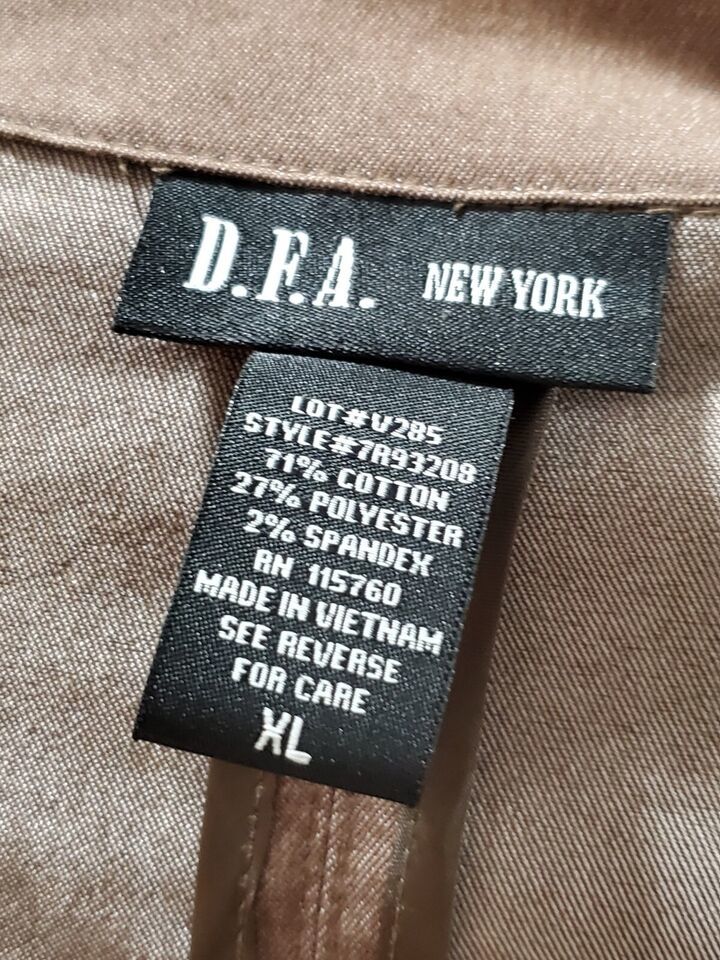 D.F.A. NEW YORK
LOT#V285
STYLE#7R93208
71% COTTON
27% POLYESTER
2% SPANDEX
RN 115760
MADE IN VIETNAM
SEE REVERSE
FOR CARE
XL